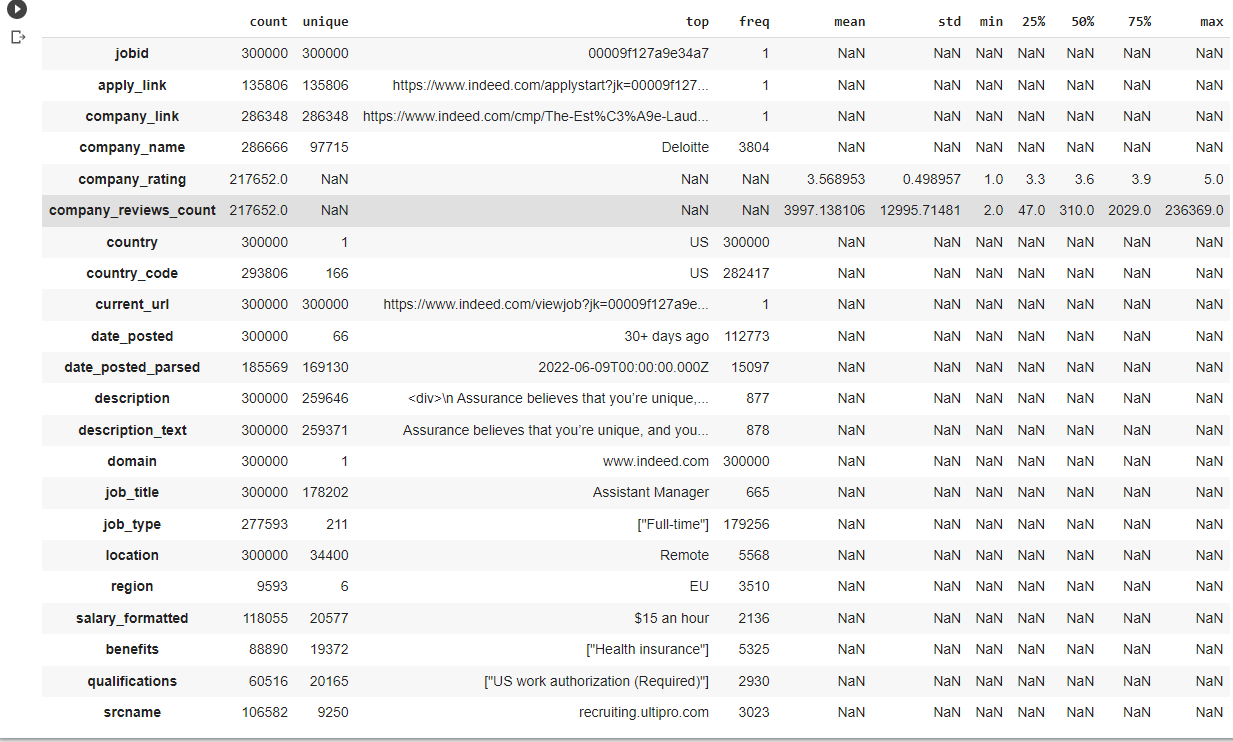 count unique top freq mean std min 25% 50% 75% max
jobid 300000 300000 00009f127a9e34a7 1 NaN NaN NaN NaN NaN NaN NaN
apply_link 135806 135806 https://www.indeed.com/applystart?jk=00009f127... 1 NaN NaN NaN NaN NaN NaN NaN
company_link 286348 286348 https://www.indeed.com/cmp/The-Est%C3%A9e-Laud... 1 NaN NaN NaN NaN NaN NaN NaN
company_name 286666 97715 Deloitte 3804 NaN NaN NaN NaN NaN NaN NaN
company_rating 217652.0 NaN NaN NaN 3.568953 0.498957 1.0 3.3 3.6 3.9 5.0
company_reviews_count 217652.0 NaN NaN NaN 3997.138106 12995.71481 2.0 47.0 310.0 2029.0 236369.0
country 300000 1 US 300000 NaN NaN NaN NaN NaN NaN NaN
country_code 293806 166 US 282417 NaN NaN NaN NaN NaN NaN NaN
current_url 300000 300000 https://www.indeed.com/viewjob?jk=00009f127a9e... 1 NaN NaN NaN NaN NaN NaN NaN
date_posted 300000 66 30+ days ago 112773 NaN NaN NaN NaN NaN NaN NaN
date_posted_parsed 185569 169130 2022-06-09T00:00:00.000Z 15097 NaN NaN NaN NaN NaN NaN NaN
description 300000 259646 <div>\n Assurance believes that you’re unique,... 877 NaN NaN NaN NaN NaN NaN NaN
description_text 300000 259371 Assurance believes that you’re unique, and you... 878 NaN NaN NaN NaN NaN NaN NaN
domain 300000 1 www.indeed.com 300000 NaN NaN NaN NaN NaN NaN NaN
job_title 300000 178202 Assistant Manager 665 NaN NaN NaN NaN NaN NaN NaN
job_type 277593 211 ["Full-time"] 179256 NaN NaN NaN NaN NaN NaN NaN
location 300000 34400 Remote 5568 NaN NaN NaN NaN NaN NaN NaN
region 9593 6 EU 3510 NaN NaN NaN NaN NaN NaN NaN
salary_formatted 118055 20577 $15 an hour 2136 NaN NaN NaN NaN NaN NaN NaN
benefits 88890 19372 ["Health insurance"] 5325 NaN NaN NaN NaN NaN NaN NaN
qualifications 60516 20165 ["US work authorization (Required)"] 2930 NaN NaN NaN NaN NaN NaN NaN
srcname 106582 9250 recruiting.ultipro.com 3023 NaN NaN NaN NaN NaN NaN NaN